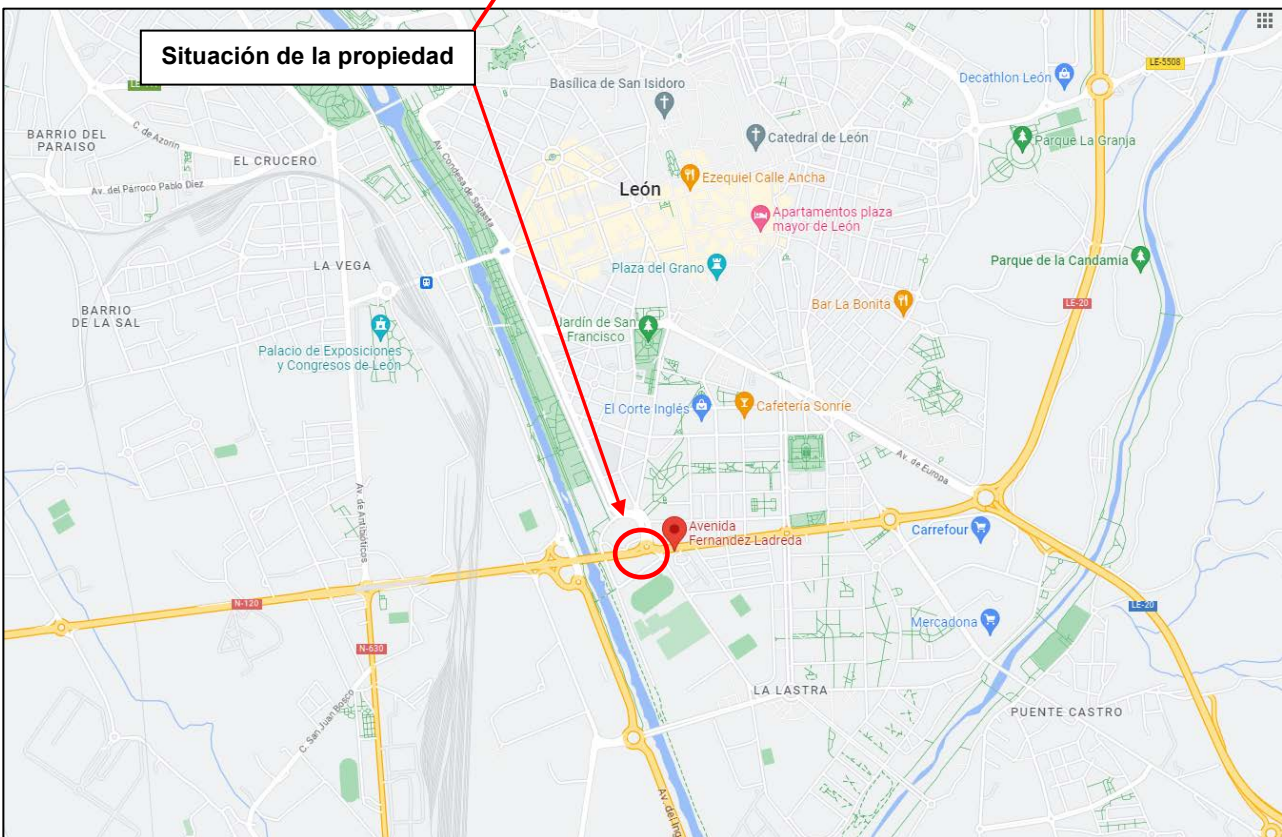 Situación de la propiedad
LE-5508
Decathlon León
Basílica de San Isidoro
BARRIO DEL
PARAISO
C. de Azorín
Catedral de León
Parque La Granja
EL CRUCERO
Av. Condesa de Sagasta
Av. del Párroco Pablo Díez
León
Ezequiel Calle Ancha
Apartamentos plaza
mayor de León
LA VEGA
Plaza del Grano
Parque de la Candamia
BARRIO
DE LA SAL
Bar La Bonita
LE-20
Jardín de San
Francisco
Palacio de Exposiciones
y Congresos de León
El Corte Inglés
Cafetería Sonríe
Av. de Europa
Av. de Antibióticos
Avenida
Fernandez Ladreda
Carrefour
N-120
LE-20
Mercadona
N-630
LA LASTRA
PUENTE CASTRO
C. San Juan Bosco
Av. del Ing